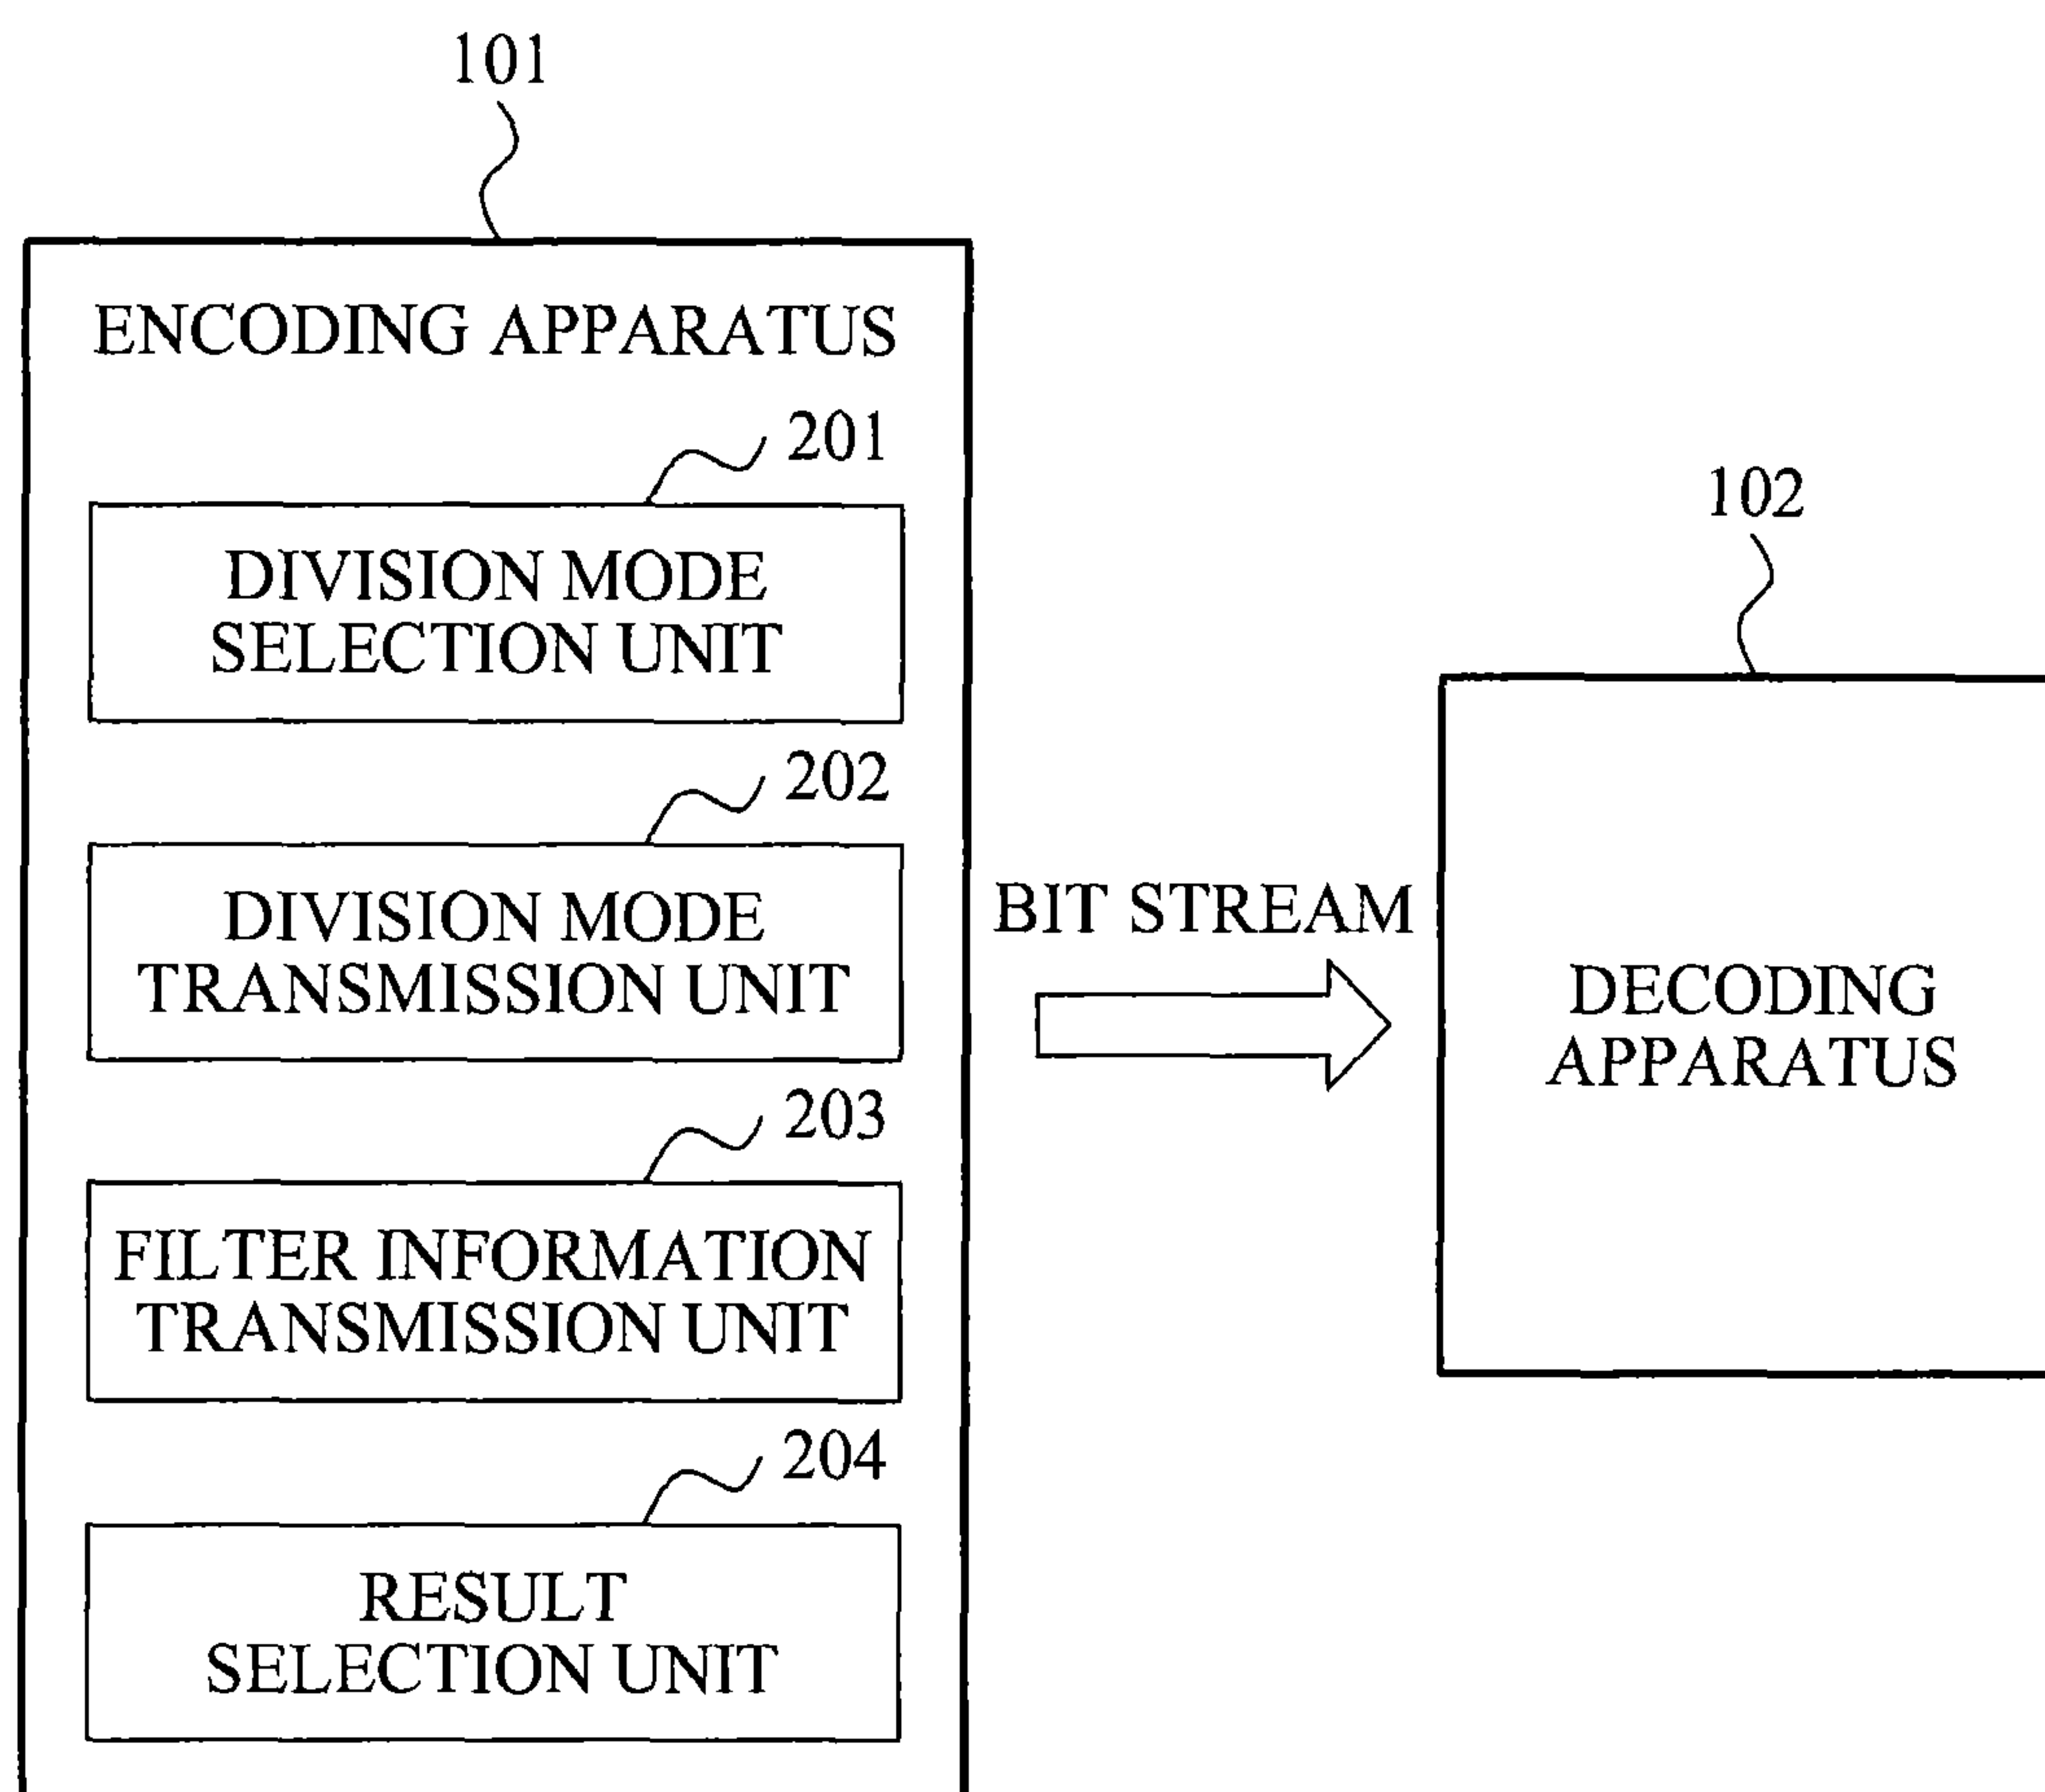 101
ENCODING APPARATUS
201
DIVISION MODE
SELECTION UNIT
202
DIVISION MODE
TRANSMISSION UNIT
203
FILTER INFORMATION
TRANSMISSION UNIT
204
RESULT
SELECTION UNIT
BIT STREAM
102
DECODING
APPARATUS